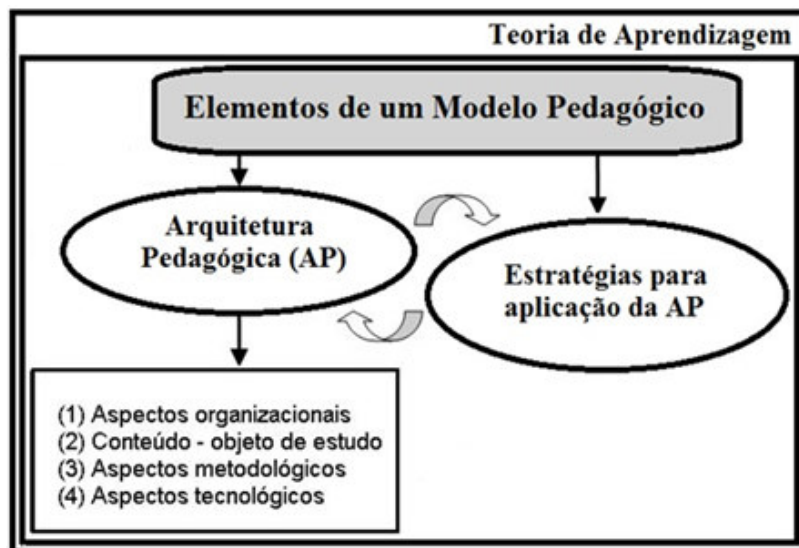 Teoria de Aprendizagem
Elementos de um Modelo Pedagógico
Arquitetura
Pedagógica (AP)
Estratégias para
aplicação da AP
(1) Aspectos organizacionais
(2) Conteúdo - objeto de estudo
(3) Aspectos metodológicos
(4) Aspectos tecnológicos